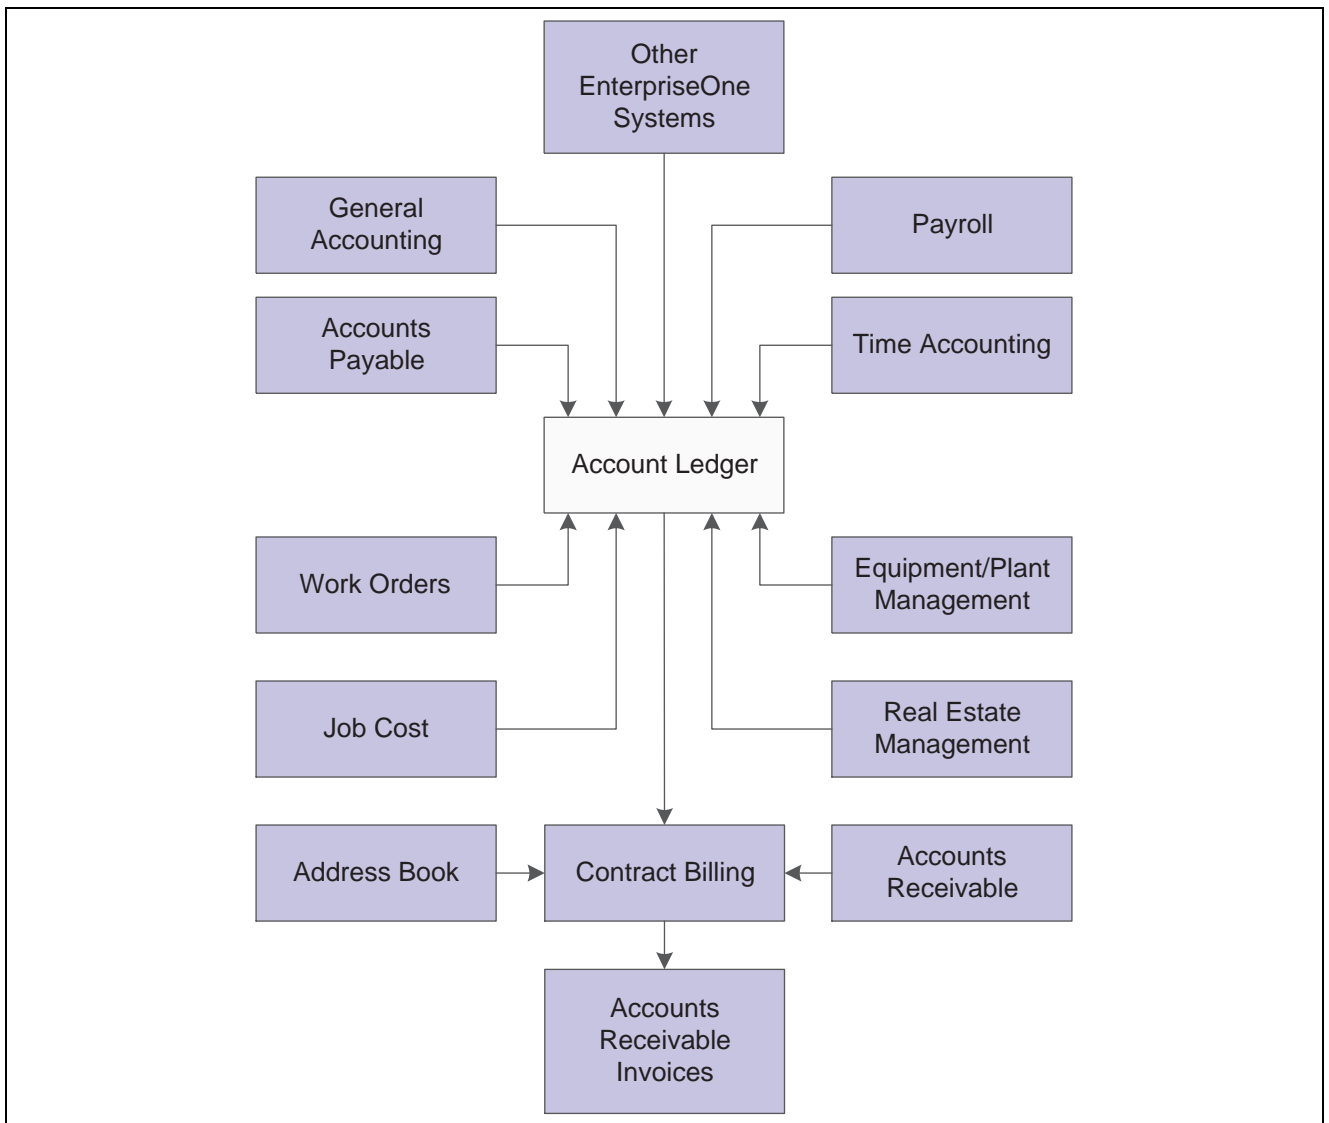 Other
EnterpriseOne
Systems
General
Accounting
Payroll
Accounts
Payable
Time Accounting
Account Ledger
Work Orders
Equipment/Plant
Management
Job Cost
Real Estate
Management
Address Book
Contract Billing
Accounts
Receivable
Accounts
Receivable
Invoices